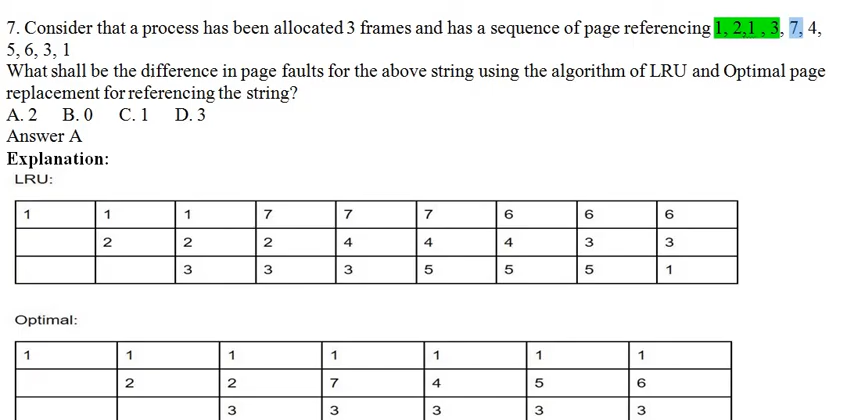 7. Consider that a process has been allocated 3 frames and has a sequence of page referencing 1, 2,1 , 3, 7, 4,
5, 6, 3, 1
What shall be the difference in page faults for the above string using the algorithm of LRU and Optimal page
replacement for referencing the string?
A. 2 B. 0 C. 1 D. 3
Answer A
Explanation:
LRU:
1 1 1 7 7 7 6 6 6
2 2 2 4 4 4 3 3
3 3 3 5 5 5 1
Optimal:
1 1 1 1 1 1 1
2 2 7 4 5 6
3 3 3 3 3